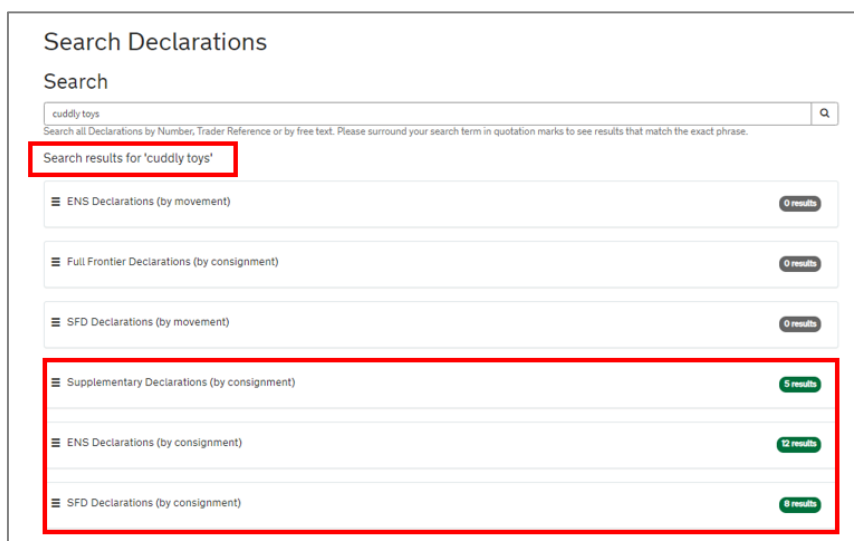 Search Declarations
Search
cuddly toys
Search all Declarations by Number, Trader Reference or by free text. Please surround your search term in quotation marks to see results that match the exact phrase.
Search results for 'cuddly toys'
ENS Declarations (by movement) 0 results
Full Frontier Declarations (by consignment) 0 results
SFD Declarations (by movement) 0 results
Supplementary Declarations (by consignment) 5 results
ENS Declarations (by consignment) 12 results
SFD Declarations (by consignment) 8 results